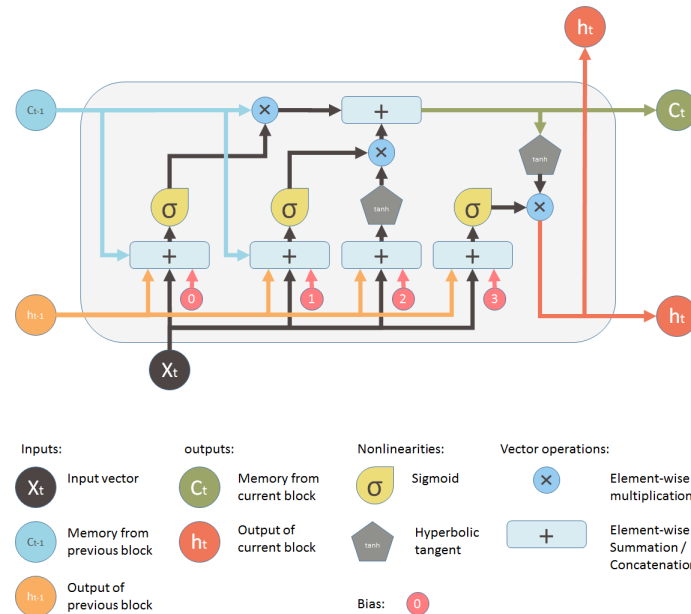 ht
Ct-1
×
+
Ct
×
tanh
σ
σ
tanh
σ
×
+
+
+
+
0
1
2
3
ht-1
ht
Xt
Inputs:
outputs:
Nonlinearities:
Vector operations:
Xt
Input vector
Ct
Memory from
current block
σ
Sigmoid
×
Element-wise
multiplication
Ct-1
Memory from
previous block
ht
Output of
current block
tanh
Hyperbolic
tangent
+
Element-wise
Summation /
Concatenation
ht-1
Output of
previous block
Bias:
0